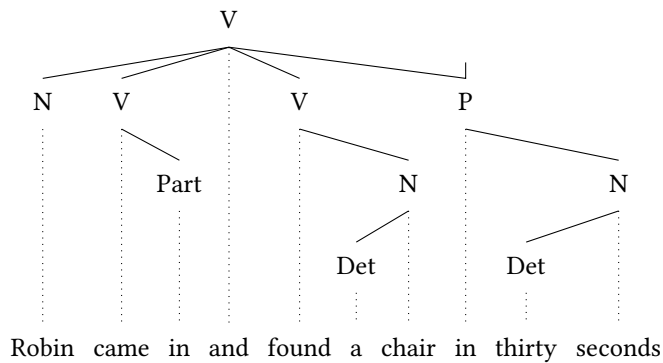 V
N V V P
Part N N
Det Det
Robin came in and found a chair in thirty seconds